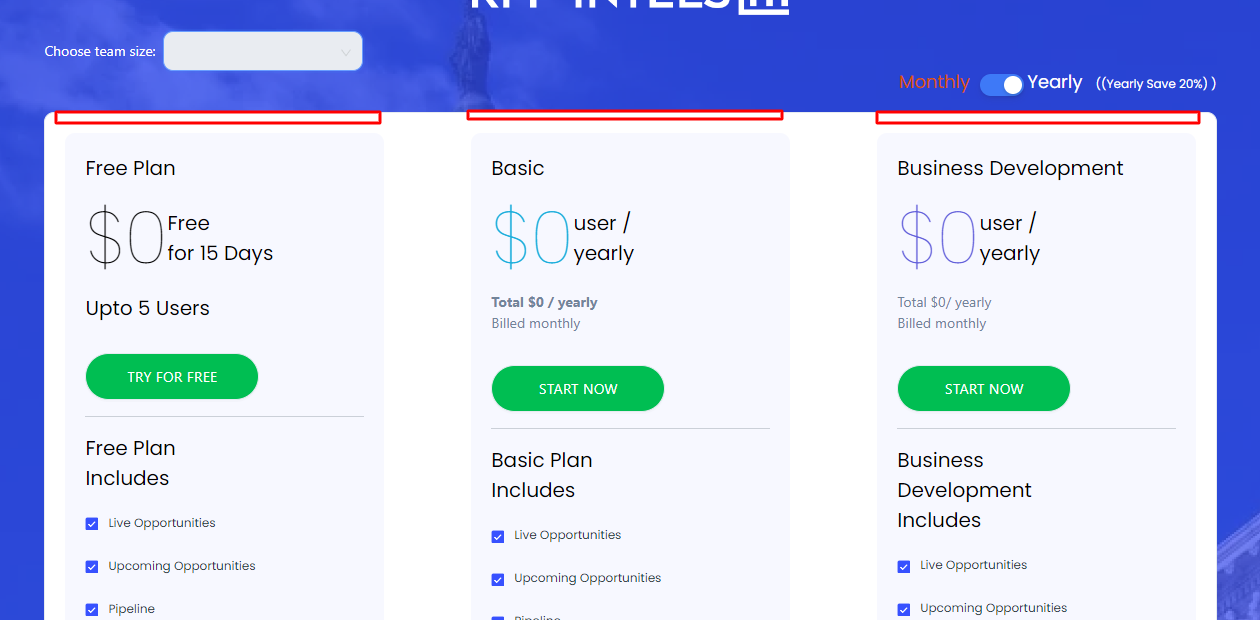 Choose team size:
Monthly Yearly ((Yearly Save 20%) )
Free Plan
$0 Free
for 15 Days
Upto 5 Users
TRY FOR FREE
Free Plan
Includes
Live Opportunities
Upcoming Opportunities
Pipeline
Basic
$0 user /
yearly
Total $0 / yearly
Billed monthly
START NOW
Basic Plan
Includes
Live Opportunities
Upcoming Opportunities
Pipeline
Business Development
$0 user /
yearly
Total $0/ yearly
Billed monthly
START NOW
Business
Development
Includes
Live Opportunities
Upcoming Opportunities